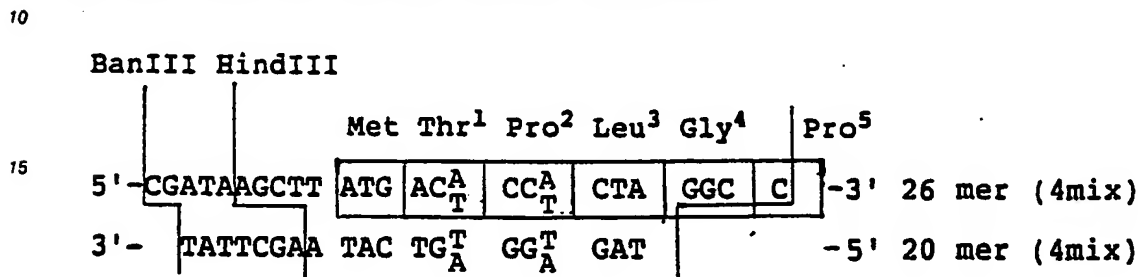 10
BanIII HindIII
Met Thr¹ Pro² Leu³ Gly⁴ Pro⁵
15
5'-CGATAAGCTT ATG ACA/T CCA/T CTA GGC C -3' 26 mer (4mix)
3'- TATTCGAA TAC TGT/A GGT/A GAT -5' 20 mer (4mix)